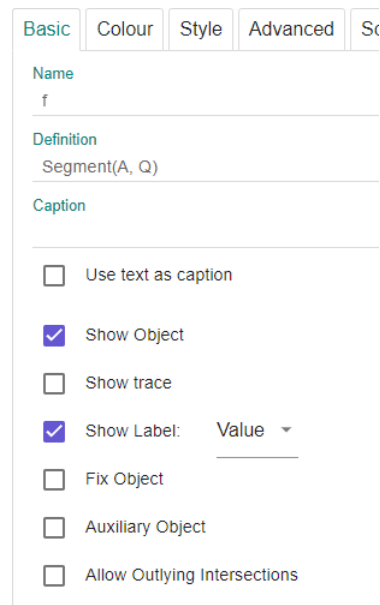 Basic Colour Style Advanced Sc
Name
f
Definition
Segment(A, Q)
Caption
Use text as caption
Show Object
Show trace
Show Label: Value
Fix Object
Auxiliary Object
Allow Outlying Intersections